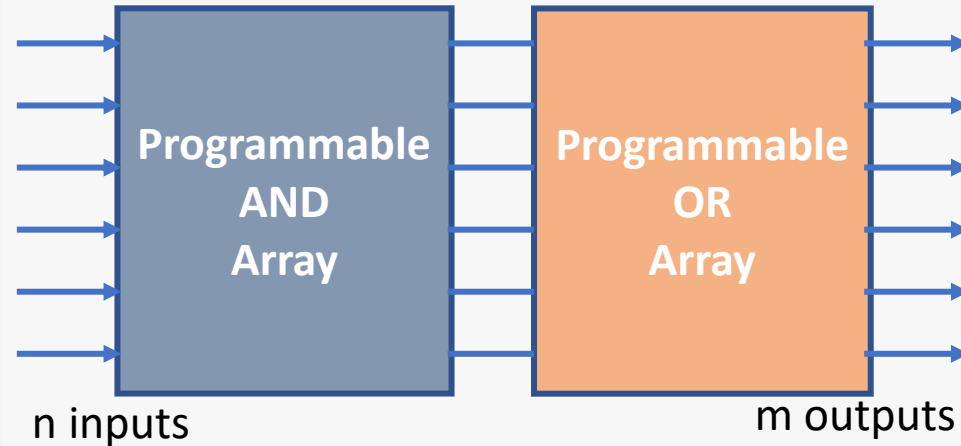 Programmable
AND
Array
Programmable
OR
Array
n inputs
m outputs